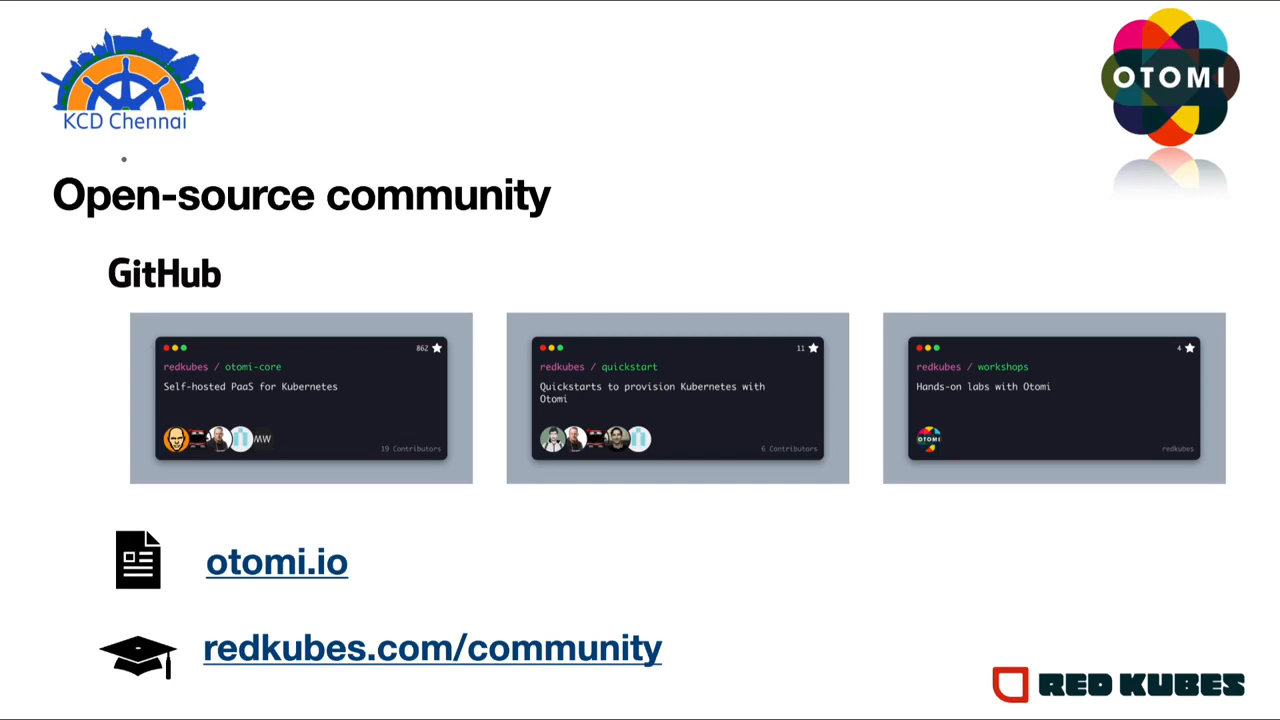 KCD Chennai
OTOMI
Open-source community
GitHub
862
redkubes / otomi-core
Self-hosted PaaS for Kubernetes
MW
19 Contributors
11
redkubes / quickstart
Quickstarts to provision Kubernetes with
Otomi
6 Contributors
4
redkubes / workshops
Hands-on labs with Otomi
OTOMI
redkubes
otomi.io
redkubes.com/community
RED KUBES